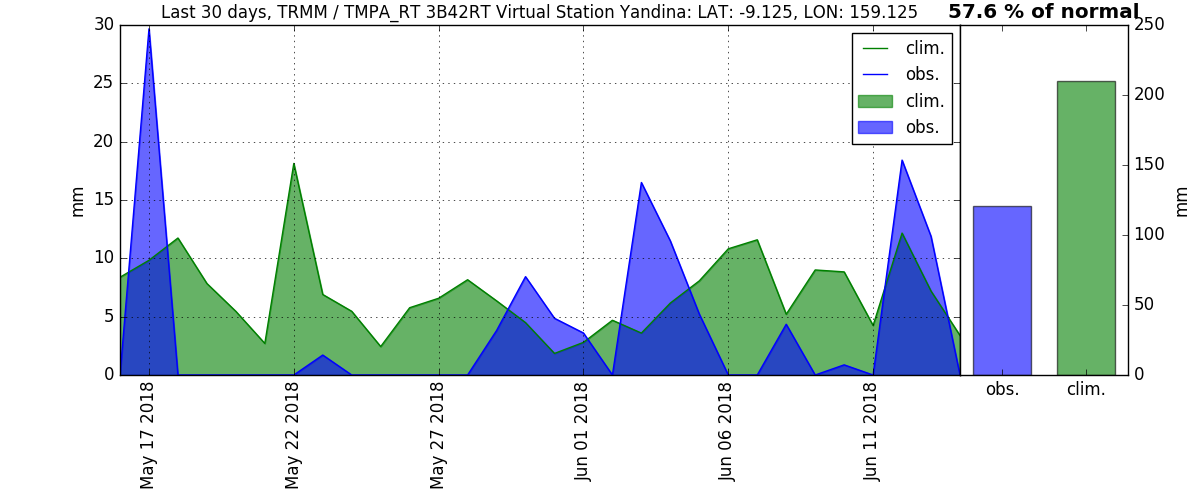 Last 30 days, TRMM / TMPA_RT 3B42RT Virtual Station Yandina: LAT: -9.125, LON: 159.125
57.6 % of normal
30
25
20
15
10
5
0
mm
clim.
obs.
clim.
obs.
May 17 2018
May 22 2018
May 27 2018
Jun 01 2018
Jun 06 2018
Jun 11 2018
250
200
150
100
50
0
mm
obs.
clim.